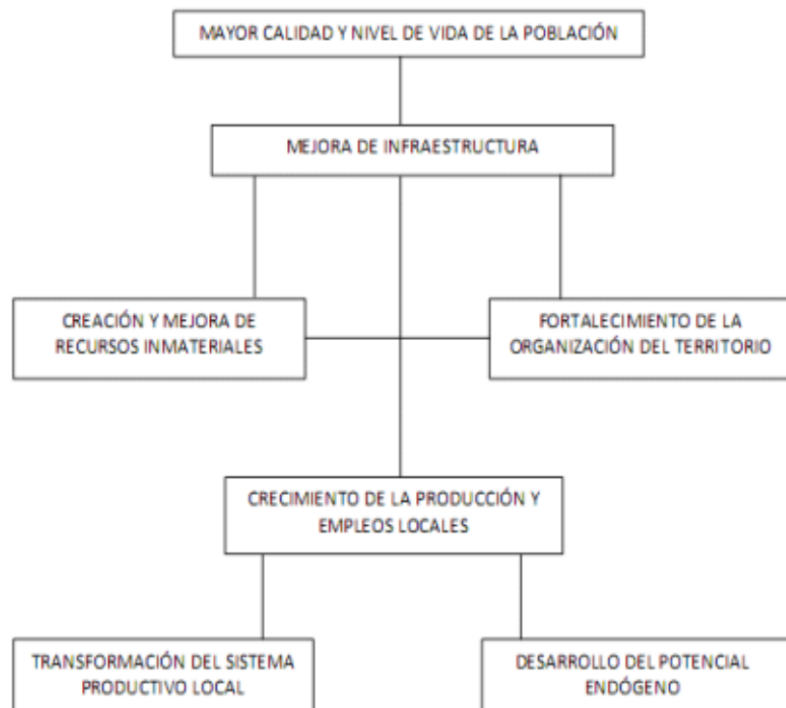 MAYOR CALIDAD Y NIVEL DE VIDA DE LA POBLACIÓN
MEJORA DE INFRAESTRUCTURA
CREACIÓN Y MEJORA DE
RECURSOS INMATERIALES
FORTALECIMIENTO DE LA
ORGANIZACIÓN DEL TERRITORIO
CRECIMIENTO DE LA PRODUCCIÓN Y
EMPLEOS LOCALES
TRANSFORMACIÓN DEL SISTEMA
PRODUCTIVO LOCAL
DESARROLLO DEL POTENCIAL
ENDÓGENO